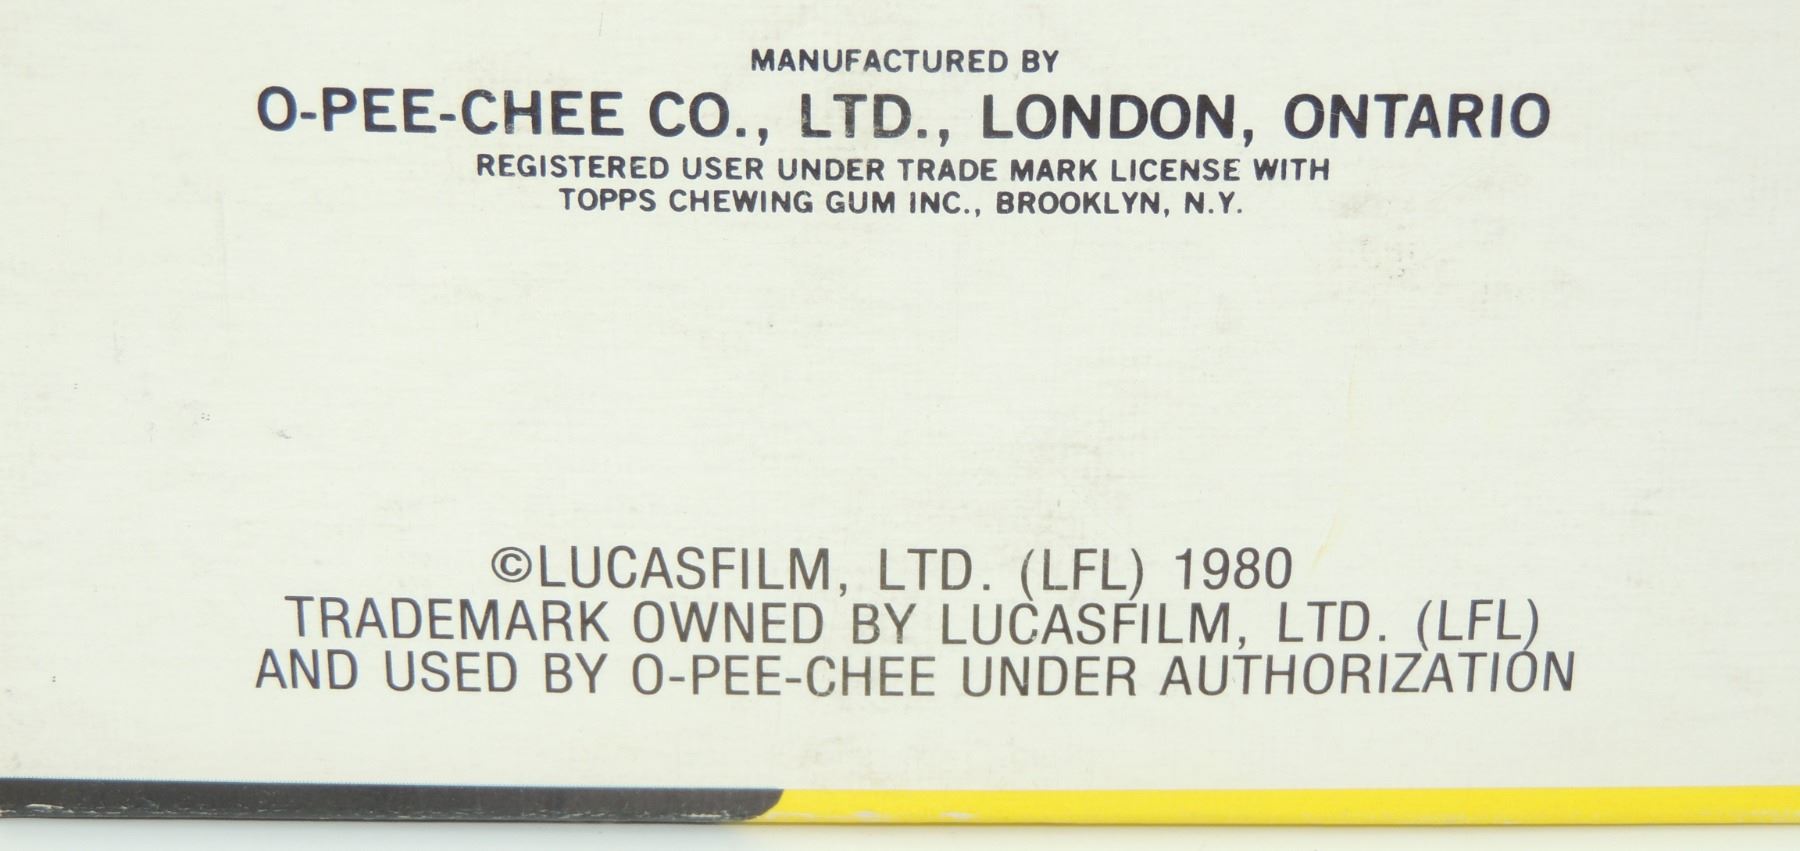 MANUFACTURED BY
O-PEE-CHEE CO., LTD., LONDON, ONTARIO
REGISTERED USER UNDER TRADE MARK LICENSE WITH
TOPPS CHEWING GUM INC., BROOKLYN, N.Y.
©LUCASFILM, LTD. (LFL) 1980
TRADEMARK OWNED BY LUCASFILM, LTD. (LFL)
AND USED BY O-PEE-CHEE UNDER AUTHORIZATION